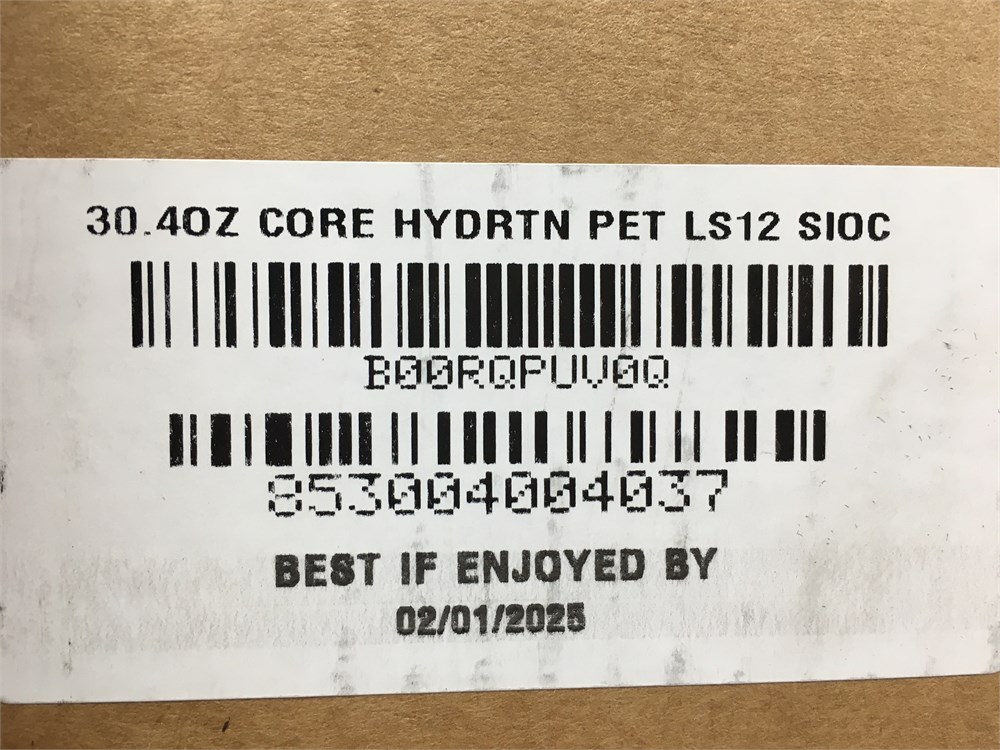 30.4OZ CORE HYDRTN PET LS12 SIOC
B00RQPUV0Q
853004004037
BEST IF ENJOYED BY
02/01/2025